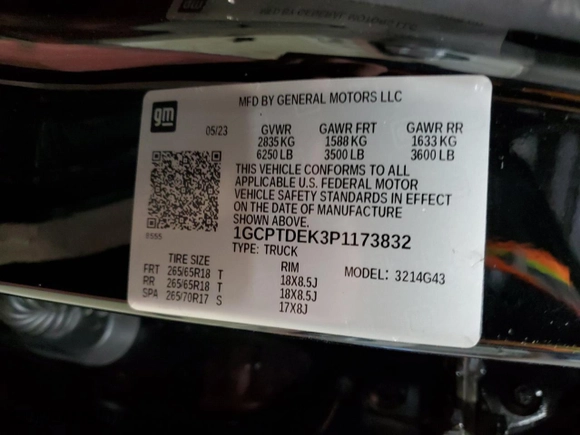 MFD BY GENERAL MOTORS LLC
gm
05/23 GVWR GAWR FRT GAWR RR
2835 KG 1588 KG 1633 KG
6250 LB 3500 LB 3600 LB
THIS VEHICLE CONFORMS TO ALL
APPLICABLE U.S. FEDERAL MOTOR
VEHICLE SAFETY STANDARDS IN EFFECT
ON THE DATE OF MANUFACTURE
SHOWN ABOVE.
1GCPTDEK3P1173832
TYPE: TRUCK
TIRE SIZE RIM MODEL: 3214G43
FRT 265/65R18 T 18X8.5J
RR 265/65R18 T 18X8.5J
SPA 265/70R17 S 17X8J